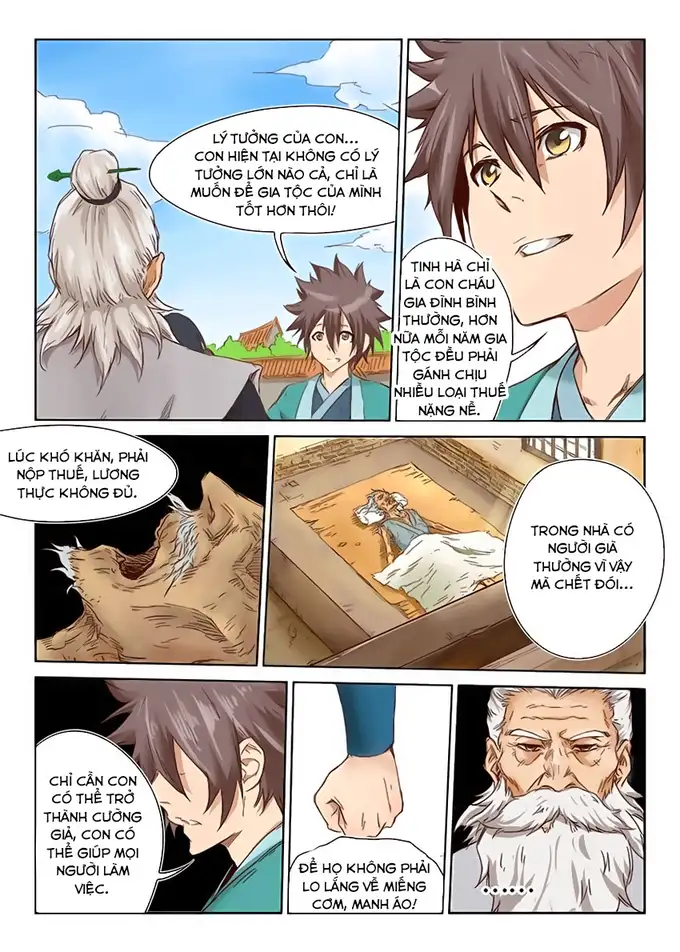 LÝ TƯỞNG CỦA CON...
CON HIỆN TẠI KHÔNG CÓ LÝ
TƯỞNG LỚN NÀO CẢ, CHỈ LÀ
MUỐN ĐỂ GIA TỘC CỦA MÌNH
TỐT HƠN THÔI!
TINH HÀ CHỈ
LÀ CON CHÁU
GIA ĐÌNH BÌNH
THƯỜNG, HƠN
NỮA MỖI NĂM GIA
TỘC ĐỀU PHẢI
GÁNH CHỊU
NHIỀU LOẠI THUẾ
NẶNG NỀ.
LÚC KHÓ KHĂN, PHẢI
NỘP THUẾ, LƯƠNG
THỰC KHÔNG ĐỦ.
TRONG NHÀ CÓ
NGƯỜI GIÀ
THƯỜNG VÌ VẬY
MÀ CHẾT ĐÓI...
CHỈ CẦN CON
CÓ THỂ TRỞ
THÀNH CƯỜNG
GIẢ, CON CÓ
THỂ GIÚP MỌI
NGƯỜI LÀM
VIỆC.
ĐỂ HỌ KHÔNG PHẢI
LO LẮNG VỀ MIẾNG
CƠM, MANH ÁO!
......